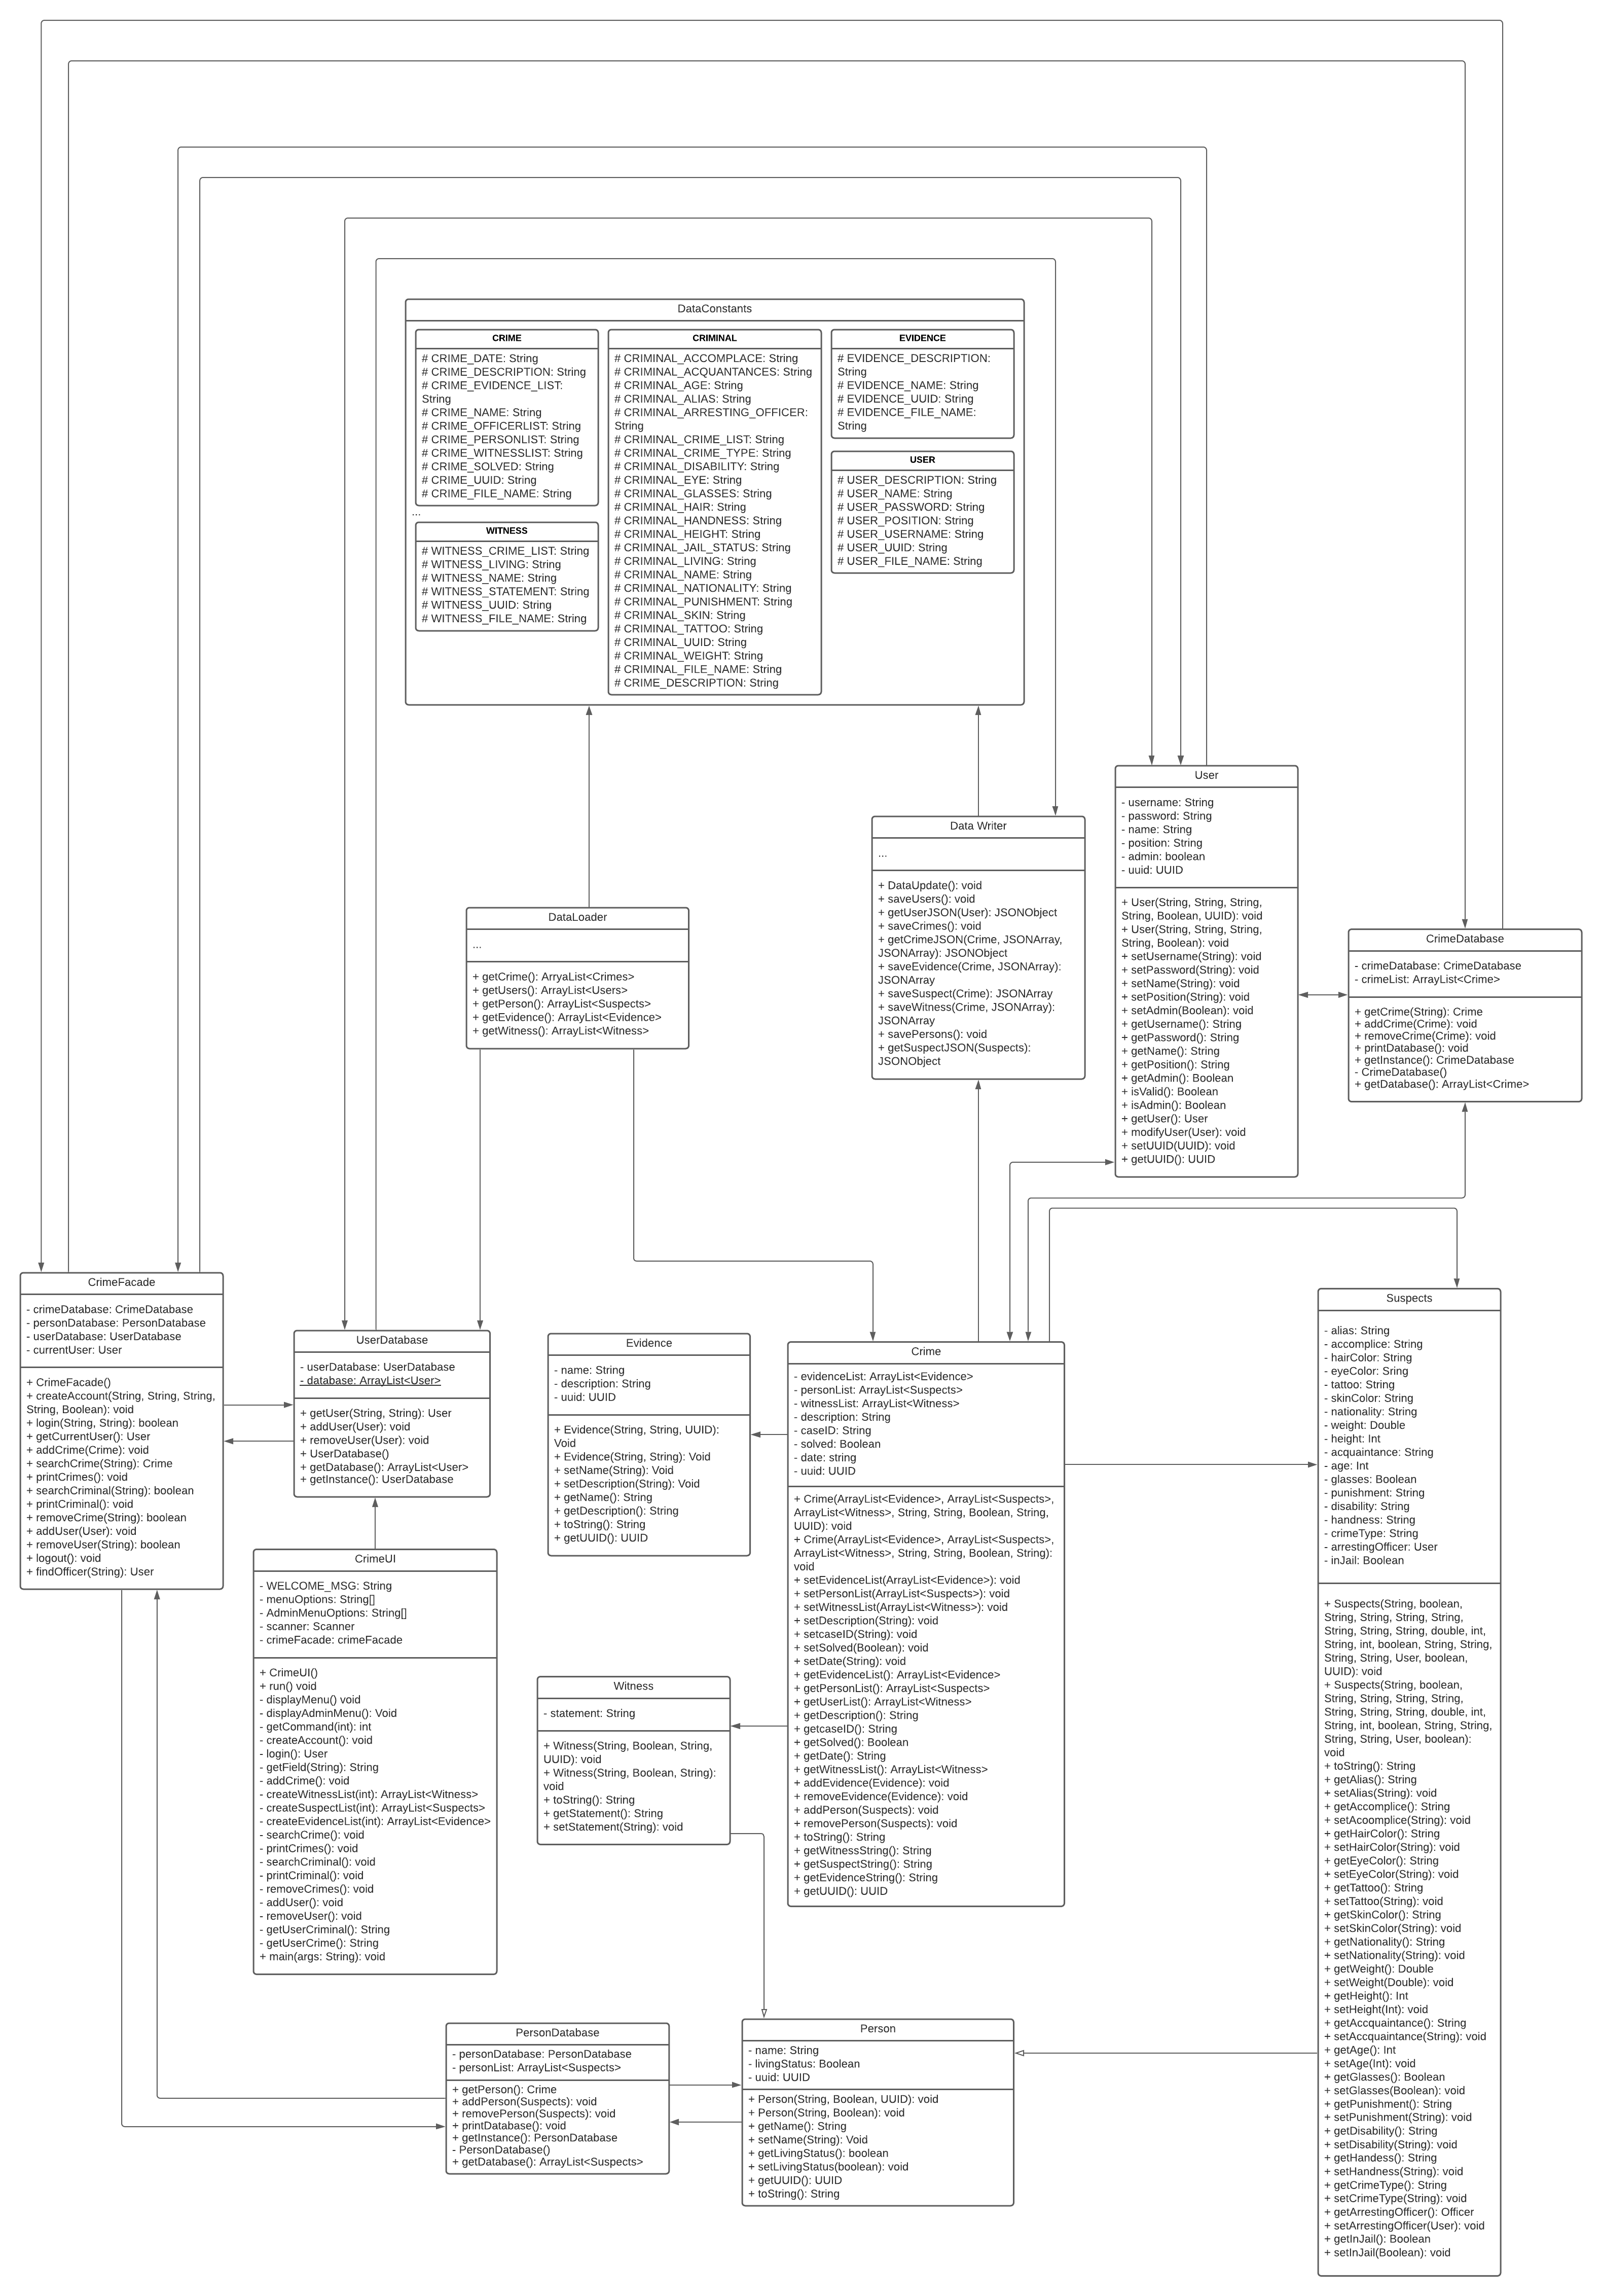 DataConstants
CRIME
# CRIME_DATE: String
# CRIME_DESCRIPTION: String
# CRIME_EVIDENCE_LIST:
String
# CRIME_NAME: String
# CRIME_OFFICERLIST: String
# CRIME_PERSONLIST: String
# CRIME_WITNESSLIST: String
# CRIME_SOLVED: String
# CRIME_UUID: String
# CRIME_FILE_NAME: String
...
WITNESS
# WITNESS_CRIME_LIST: String
# WITNESS_LIVING: String
# WITNESS_NAME: String
# WITNESS_STATEMENT: String
# WITNESS_UUID: String
# WITNESS_FILE_NAME: String
CRIMINAL
# CRIMINAL_ACCOMPLACE: String
# CRIMINAL_ACQUANTANCES: String
# CRIMINAL_AGE: String
# CRIMINAL_ALIAS: String
# CRIMINAL_ARRESTING_OFFICER:
String
# CRIMINAL_CRIME_LIST: String
# CRIMINAL_CRIME_TYPE: String
# CRIMINAL_DISABILITY: String
# CRIMINAL_EYE: String
# CRIMINAL_GLASSES: String
# CRIMINAL_HAIR: String
# CRIMINAL_HANDNESS: String
# CRIMINAL_HEIGHT: String
# CRIMINAL_JAIL_STATUS: String
# CRIMINAL_LIVING: String
# CRIMINAL_NAME: String
# CRIMINAL_NATIONALITY: String
# CRIMINAL_PUNISHMENT: String
# CRIMINAL_SKIN: String
# CRIMINAL_TATTOO: String
# CRIMINAL_UUID: String
# CRIMINAL_WEIGHT: String
# CRIMINAL_FILE_NAME: String
# CRIME_DESCRIPTION: String
EVIDENCE
# EVIDENCE_DESCRIPTION:
String
# EVIDENCE_NAME: String
# EVIDENCE_UUID: String
# EVIDENCE_FILE_NAME:
String
USER
# USER_DESCRIPTION: String
# USER_NAME: String
# USER_PASSWORD: String
# USER_POSITION: String
# USER_USERNAME: String
# USER_UUID: String
# USER_FILE_NAME: String
User
- username: String
- password: String
- name: String
- position: String
- admin: boolean
- uuid: UUID
+ User(String, String, String,
String, Boolean, UUID): void
+ User(String, String, String,
String, Boolean): void
+ setUsername(String): void
+ setPassword(String): void
+ setName(String): void
+ setPosition(String): void
+ setAdmin(Boolean): void
+ getUsername(): String
+ getPassword(): String
+ getName(): String
+ getPosition(): String
+ getAdmin(): Boolean
+ isValid(): Boolean
+ isAdmin(): Boolean
+ getUser(): User
+ modifyUser(User): void
+ setUUID(UUID): void
+ getUUID(): UUID
Data Writer
...
+ DataUpdate(): void
+ saveUsers(): void
+ getUserJSON(User): JSONObject
+ saveCrimes(): void
+ getCrimeJSON(Crime, JSONArray,
JSONArray): JSONObject
+ saveEvidence(Crime, JSONArray):
JSONArray
+ saveSuspect(Crime): JSONArray
+ saveWitness(Crime, JSONArray):
JSONArray
+ savePersons(): void
+ getSuspectJSON(Suspects):
JSONObject
DataLoader
...
+ getCrime(): ArryaList<Crimes>
+ getUsers(): ArrayList<Users>
+ getPerson(): ArrayList<Suspects>
+ getEvidence(): ArrayList<Evidence>
+ getWitness(): ArrayList<Witness>
CrimeDatabase
- crimeDatabase: CrimeDatabase
- crimeList: ArrayList<Crime>
+ getCrime(String): Crime
+ addCrime(Crime): void
+ removeCrime(Crime): void
+ printDatabase(): void
+ getInstance(): CrimeDatabase
- CrimeDatabase()
+ getDatabase(): ArrayList<Crime>
CrimeFacade
- crimeDatabase: CrimeDatabase
- personDatabase: PersonDatabase
- userDatabase: UserDatabase
- currentUser: User
+ CrimeFacade()
+ createAccount(String, String, String,
String, Boolean): void
+ login(String, String): boolean
+ getCurrentUser(): User
+ addCrime(Crime): void
+ searchCrime(String): Crime
+ printCrimes(): void
+ searchCriminal(String): boolean
+ printCriminal(): void
+ removeCrime(String): boolean
+ addUser(User): void
+ removeUser(String): boolean
+ logout(): void
+ findOfficer(String): User
UserDatabase
- userDatabase: UserDatabase
- database: ArrayList<User>
+ getUser(String, String): User
+ addUser(User): void
+ removeUser(User): void
+ UserDatabase()
+ getDatabase(): ArrayList<User>
+ getInstance(): UserDatabase
Evidence
- name: String
- description: String
- uuid: UUID
+ Evidence(String, String, UUID):
Void
+ Evidence(String, String): Void
+ setName(String): Void
+ setDescription(String): Void
+ getName(): String
+ getDescription(): String
+ toString(): String
+ getUUID(): UUID
Crime
- evidenceList: ArrayList<Evidence>
- personList: ArrayList<Suspects>
- witnessList: ArrayList<Witness>
- description: String
- caseID: String
- solved: Boolean
- date: string
- uuid: UUID
+ Crime(ArrayList<Evidence>, ArrayList<Suspects>,
ArrayList<Witness>, String, String, Boolean, String,
UUID): void
+ Crime(ArrayList<Evidence>, ArrayList<Suspects>,
ArrayList<Witness>, String, String, Boolean, String):
void
+ setEvidenceList(ArrayList<Evidence>): void
+ setPersonList(ArrayList<Suspects>): void
+ setWitnessList(ArrayList<Witness>): void
+ setDescription(String): void
+ setcaseID(String): void
+ setSolved(Boolean): void
+ setDate(String): void
+ getEvidenceList(): ArrayList<Evidence>
+ getPersonList(): ArrayList<Suspects>
+ getUserList(): ArrayList<Witness>
+ getDescription(): String
+ getcaseID(): String
+ getSolved(): Boolean
+ getDate(): String
+ getWitnessList(): ArrayList<Witness>
+ addEvidence(Evidence): void
+ removeEvidence(Evidence): void
+ addPerson(Suspects): void
+ removePerson(Suspects): void
+ toString(): String
+ getWitnessString(): String
+ getSuspectString(): String
+ getEvidenceString(): String
+ getUUID(): UUID
Suspects
- alias: String
- accomplice: String
- hairColor: String
- eyeColor: String
- tattoo: String
- skinColor: String
- nationality: String
- weight: Double
- height: Int
- acquaintance: String
- age: Int
- glasses: Boolean
- punishment: String
- disability: String
- handness: String
- crimeType: String
- arrestingOfficer: User
- inJail: Boolean
+ Suspects(String, boolean,
String, String, String, String,
String, String, String, double, int,
String, int, boolean, String, String,
String, String, User, boolean,
UUID): void
+ Suspects(String, boolean,
String, String, String, String,
String, String, String, double, int,
String, int, boolean, String, String,
String, String, User, boolean):
void
+ toString(): String
+ getAlias(): String
+ setAlias(String): void
+ getAccomplice(): String
+ setAcoomplice(String): void
+ getHairColor(): String
+ setHairColor(String): void
+ getEyeColor(): String
+ setEyeColor(String): void
+ getTattoo(): String
+ setTattoo(String): void
+ getSkinColor(): String
+ setSkinColor(String): void
+ getNationality(): String
+ setNationality(String): void
+ getWeight(): Double
+ setWeight(Double): void
+ getHeight(): Int
+ setHeight(Int): void
+ getAccquaintance(): String
+ setAccquaintance(String): void
+ getAge(): Int
+ setAge(Int): void
+ getGlasses(): Boolean
+ setGlasses(Boolean): void
+ getPunishment(): String
+ setPunishment(String): void
+ getDisability(): String
+ setDisability(String): void
+ getHandess(): String
+ setHandness(String): void
+ getCrimeType(): String
+ setCrimeType(String): void
+ getArrestingOfficer(): Officer
+ setArrestingOfficer(User): void
+ getInJail(): Boolean
+ setInJail(Boolean): void
CrimeUI
- WELCOME_MSG: String
- menuOptions: String[]
- AdminMenuOptions: String[]
- scanner: Scanner
- crimeFacade: crimeFacade
+ CrimeUI()
+ run() void
- displayMenu() void
- displayAdminMenu(): Void
- getCommand(int): int
- createAccount(): void
- login(): User
- getField(String): String
- addCrime(): void
- createWitnessList(int): ArrayList<Witness>
- createSuspectList(int): ArrayList<Suspects>
- createEvidenceList(int): ArrayList<Evidence>
- searchCrime(): void
- printCrimes(): void
- searchCriminal(): void
- printCriminal(): void
- removeCrimes(): void
- addUser(): void
- removeUser(): void
- getUserCriminal(): String
- getUserCrime(): String
+ main(args: String): void
Witness
- statement: String
+ Witness(String, Boolean, String,
UUID): void
+ Witness(String, Boolean, String):
void
+ toString(): String
+ getStatement(): String
+ setStatement(String): void
PersonDatabase
- personDatabase: PersonDatabase
- personList: ArrayList<Suspects>
+ getPerson(): Crime
+ addPerson(Suspects): void
+ removePerson(Suspects): void
+ printDatabase(): void
+ getInstance(): PersonDatabase
- PersonDatabase()
+ getDatabase(): ArrayList<Suspects>
Person
- name: String
- livingStatus: Boolean
- uuid: UUID
+ Person(String, Boolean, UUID): void
+ Person(String, Boolean): void
+ getName(): String
+ setName(String): Void
+ getLivingStatus(): boolean
+ setLivingStatus(boolean): void
+ getUUID(): UUID
+ toString(): String